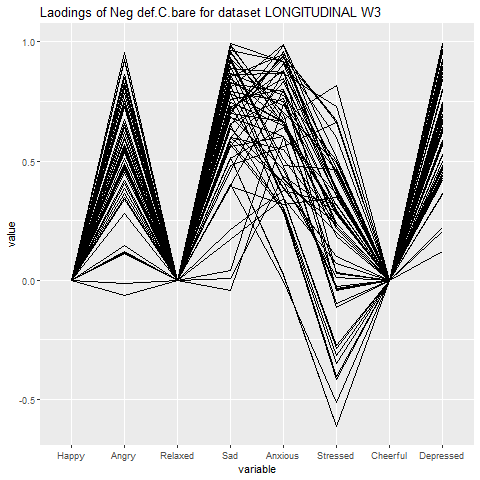 Laodings of Neg def.C.bare for dataset LONGITUDINAL W3
value
1.0
0.5
0.0
-0.5
Happy Angry Relaxed Sad Anxious Stressed Cheerful Depressed
variable